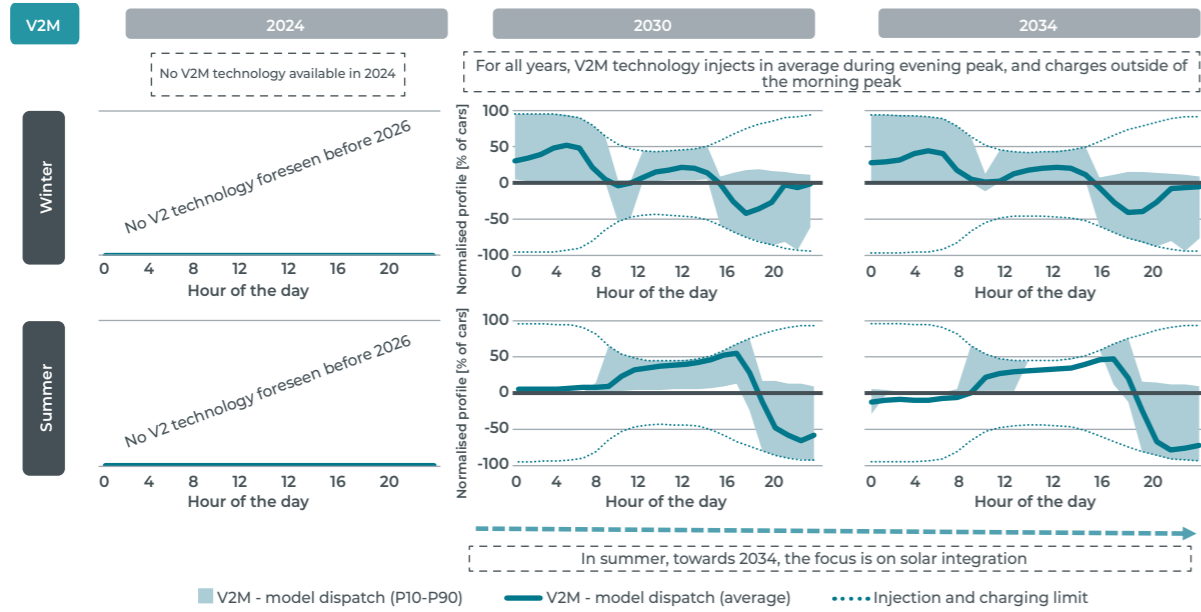 V2M
2024
2030
2034
No V2M technology available in 2024
For all years, V2M technology injects in average during evening peak, and charges outside of
the morning peak
Winter
No V2 technology foreseen before 2026
0 4 8 12 12 16 20
Hour of the day
Normalised profile [% of cars]
100
50
0
-50
-100
0 4 8 12 12 16 20
Hour of the day
0 4 8 12 12 16 20
Hour of the day
Summer
No V2 technology foreseen before 2026
0 4 8 12 12 16 20
Hour of the day
Normalised profile [% of cars]
100
50
0
-50
-100
0 4 8 12 12 16 20
Hour of the day
0 4 8 12 12 16 20
Hour of the day
In summer, towards 2034, the focus is on solar integration
V2M - model dispatch (P10-P90)
V2M - model dispatch (average)
Injection and charging limit